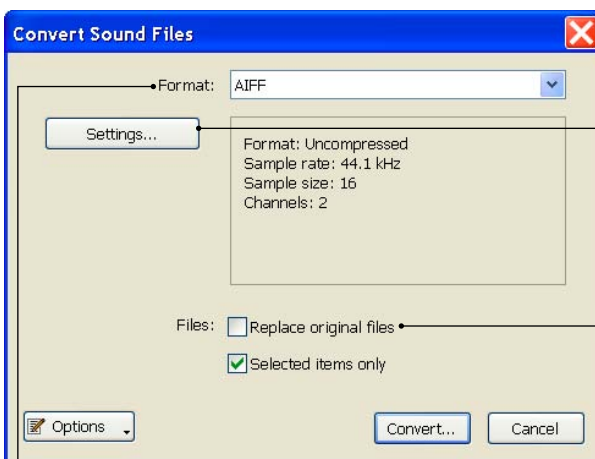 Convert Sound Files
Format: AIFF
Settings...
Format: Uncompressed
Sample rate: 44.1 kHz
Sample size: 16
Channels: 2
Files: Replace original files
Selected items only
Options Convert... Cancel